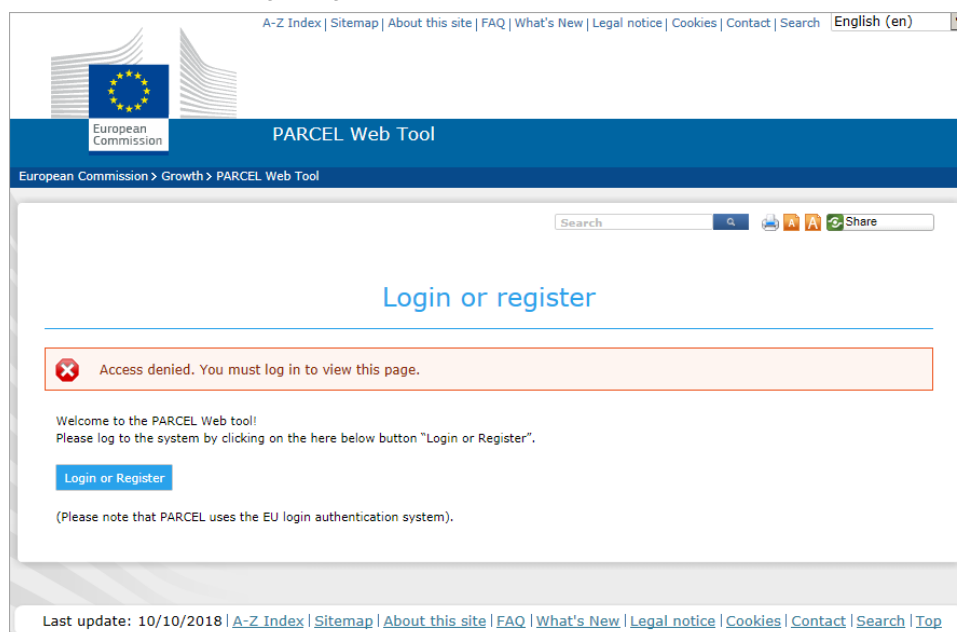 A-Z Index | Sitemap | About this site | FAQ | What's New | Legal notice | Cookies | Contact | Search English (en)
European
Commission
PARCEL Web Tool
European Commission > Growth > PARCEL Web Tool
Search
A A Share
Login or register
Access denied. You must log in to view this page.
Welcome to the PARCEL Web tool!
Please log to the system by clicking on the here below button "Login or Register".
Login or Register
(Please note that PARCEL uses the EU login authentication system).
Last update: 10/10/2018 | A-Z Index | Sitemap | About this site | FAQ | What's New | Legal notice | Cookies | Contact | Search | Top